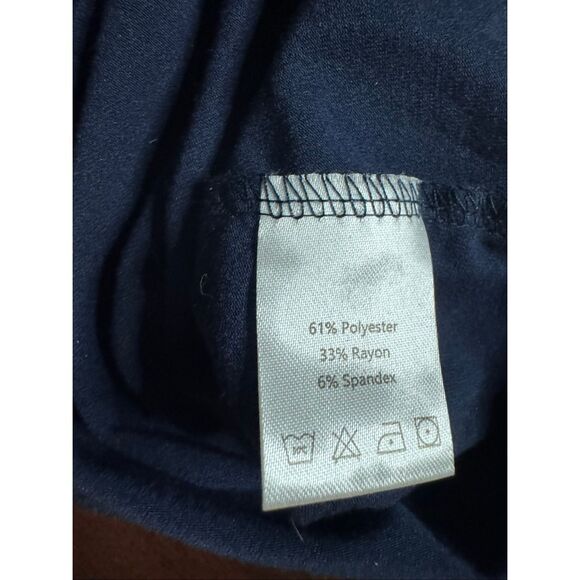 61% Polyester
33% Rayon
6% Spandex